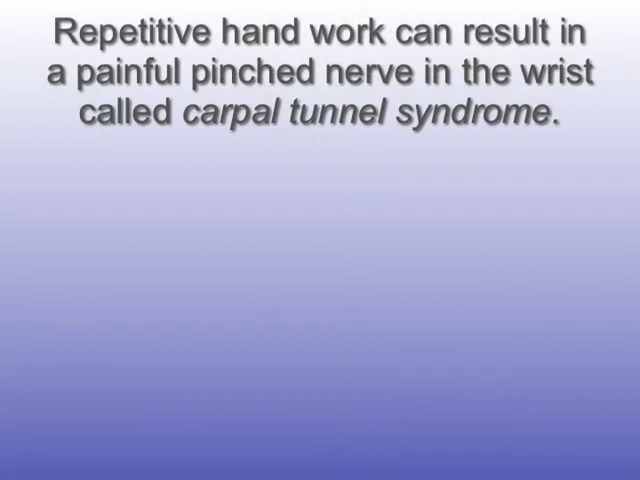 Repetitive hand work can result in
a painful pinched nerve in the wrist
called carpal tunnel syndrome.